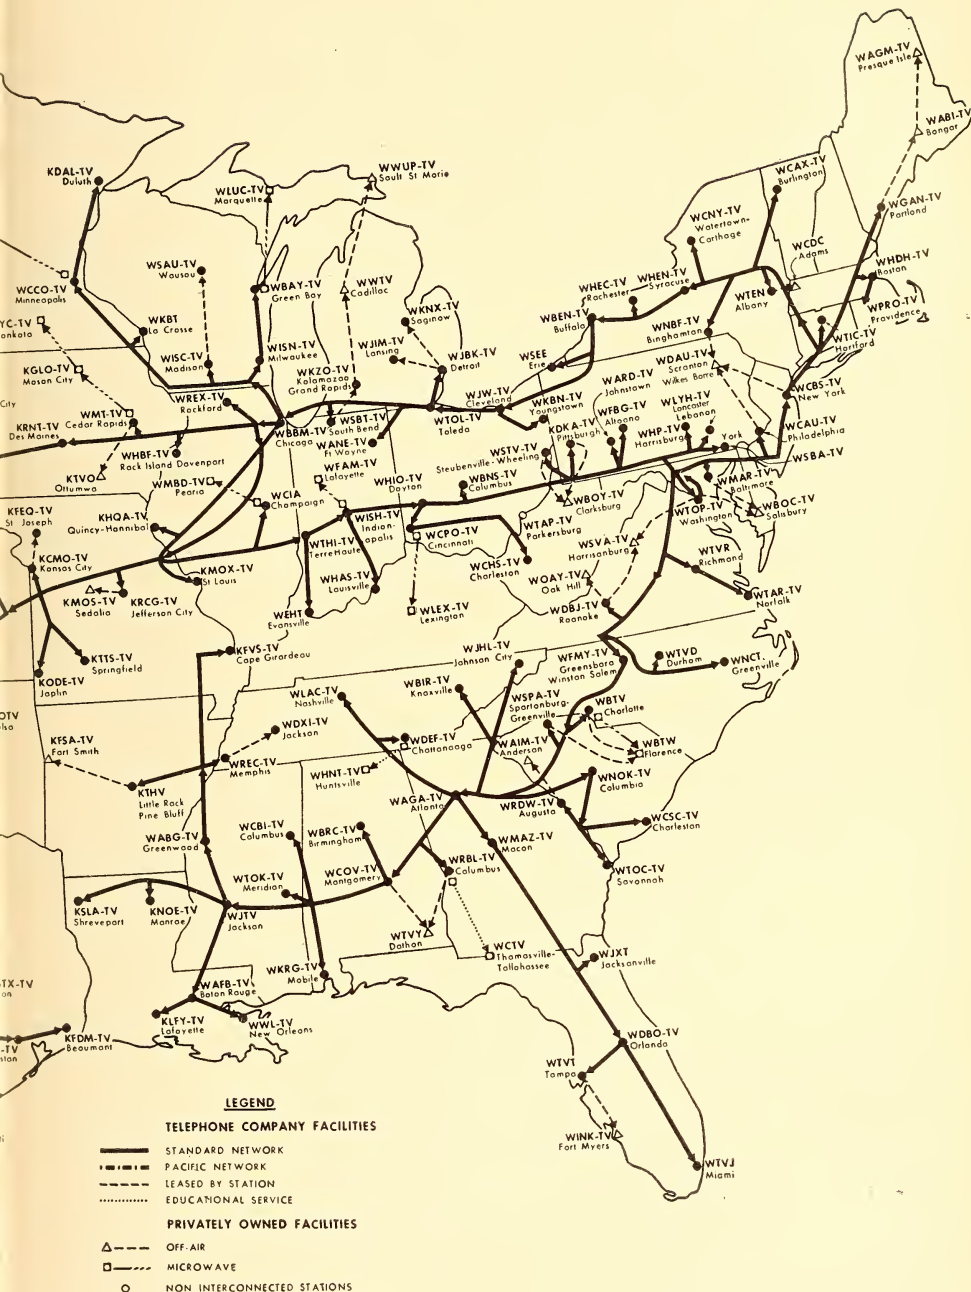 WAGM-TV
Presque Isle
WABI-TV
Bangor
KDAL-TV
Duluth
WLUC-TV
Marquette
WWUP-TV
Sault St Marie
WCAX-TV
Burlington
WGAN-TV
Portland
WCNY-TV
Watertown-
Carthage
WCDC
Adams
WHDH-TV
Boston
WSAU-TV
Wausau
WCCO-TV
Minneapolis
WBAY-TV
Green Bay
WWTV
Cadillac
WHEC-TV
Rochester
WHEN-TV
Syracuse
WTEN
Albany
WPRO-TV
Providence
YC-TV
ankato
WKBT
La Crosse
WKNX-TV
Saginaw
WBEN-TV
Buffalo
WNBF-TV
Binghamton
WTIC-TV
Hartford
KGLO-TV
Mason City
WISC-TV
Madison
WISN-TV
Milwaukee
WJIM-TV
Lansing
WJBK-TV
Detroit
WSEE
Erie
WDAU-TV
Scranton
Wilkes Barre
WKZO-TV
Kalamazoo
Grand Rapids
WCBS-TV
New York
City
WREX-TV
Rockford
WJW-TV
Cleveland
WKBN-TV
Youngstown
WARD-TV
Johnstown
WFBG-TV
Altoona
WLYH-TV
Lancaster
Lebanon
WMT-TV
Cedar Rapids
KRNT-TV
Des Moines
WBBM-TV
Chicago
WSBT-TV
South Bend
WTOL-TV
Toledo
KDKA-TV
Pittsburgh
WHP-TV
Harrisburg
York
WCAU-TV
Philadelphia
WSBA-TV
WHBF-TV
Rock Island Davenport
WANE-TV
Ft Wayne
WSTV-TV
Steubenville-Wheeling
WMAR-TV
Baltimore
KTVO
Ottumwa
WMBD-TV
Peoria
WFAM-TV
Lafayette
WHIO-TV
Dayton
WBNS-TV
Columbus
WBOY-TV
Clarksburg
WTOP-TV
Washington
WBOC-TV
Salisbury
WCIA
Champaign
KFEQ-TV
St Joseph
KHQA-TV
Quincy-Hannibal
WISH-TV
Indian-
apolis
WCPO-TV
Cincinnati
WTAP-TV
Parkersburg
WSVA-TV
Harrisonburg
WTHI-TV
Terre Haute
KCMO-TV
Kansas City
KMOX-TV
St Louis
WCHS-TV
Charleston
WTVR
Richmond
WOAY-TV
Oak Hill
WHAS-TV
Louisville
KMOS-TV
Sedalia
KRCG-TV
Jefferson City
WTAR-TV
Norfolk
WEHT
Evansville
WLEX-TV
Lexington
WDBJ-TV
Roanoke
KTTS-TV
Springfield
KFVS-TV
Cape Girardeau
WJHL-TV
Johnson City
WFMY-TV
Greensboro
Winston Salem
WTVD
Durham
WNCT.
Greenville
KODE-TV
Joplin
WLAC-TV
Nashville
WBIR-TV
Knoxville
WSPA-TV
Spartanburg-
Greenville
WBTV
Charlotte
OTV
lsa
KFSA-TV
Fort Smith
WDXI-TV
Jackson
WDEF-TV
Chattanooga
WAIM-TV
Anderson
WBTW
Florence
WREC-TV
Memphis
WHNT-TV
Huntsville
KTHV
Little Rock
Pine Bluff
WAGA-TV
Atlanta
WRDW-TV
Augusta
WNOK-TV
Columbia
WABG-TV
Greenwood
WCBI-TV
Columbus
WBRC-TV
Birmingham
WMAZ-TV
Macon
WCSC-TV
Charleston
WTOK-TV
Meridian
WCOV-TV
Montgomery
WRBL-TV
Columbus
WTOC-TV
Savannah
KSLA-TV
Shreveport
KNOE-TV
Monroe
WJTV
Jackson
WTVY
Dothan
WCTV
Thomasville-
Tallahassee
WJXT
Jacksonville
WKRG-TV
Mobile
TX-TV
on
WAFB-TV
Baton Rouge
KLFY-TV
Lafayette
WWL-TV
New Orleans
KFDM-TV
Beaumont
-TV
ston
WDBO-TV
Orlando
WTVT
Tampa
WINK-TV
Fort Myers
WTVJ
Miami
LEGEND
TELEPHONE COMPANY FACILITIES
STANDARD NETWORK
PACIFIC NETWORK
LEASED BY STATION
EDUCATIONAL SERVICE
PRIVATELY OWNED FACILITIES
OFF-AIR
MICROWAVE
NON INTERCONNECTED STATIONS